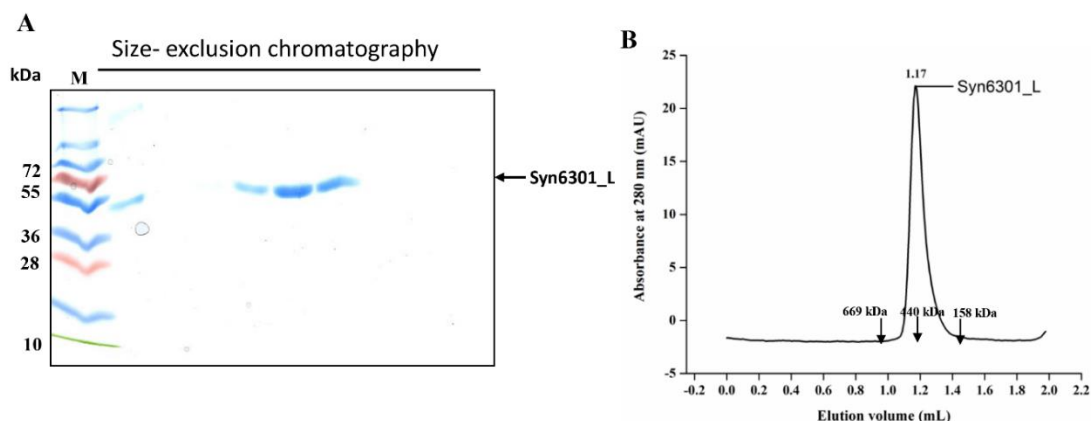 A
Size- exclusion chromatography
kDa
M
72
55
36
28
10
Syn6301_L
B
1.17
Syn6301_L
Absorbance at 280 nm (mAU)
25
20
15
10
5
0
-5
669 kDa
440 kDa
158 kDa
-0.2 0.0 0.2 0.4 0.6 0.8 1.0 1.2 1.4 1.6 1.8 2.0 2.2
Elution volume (mL)